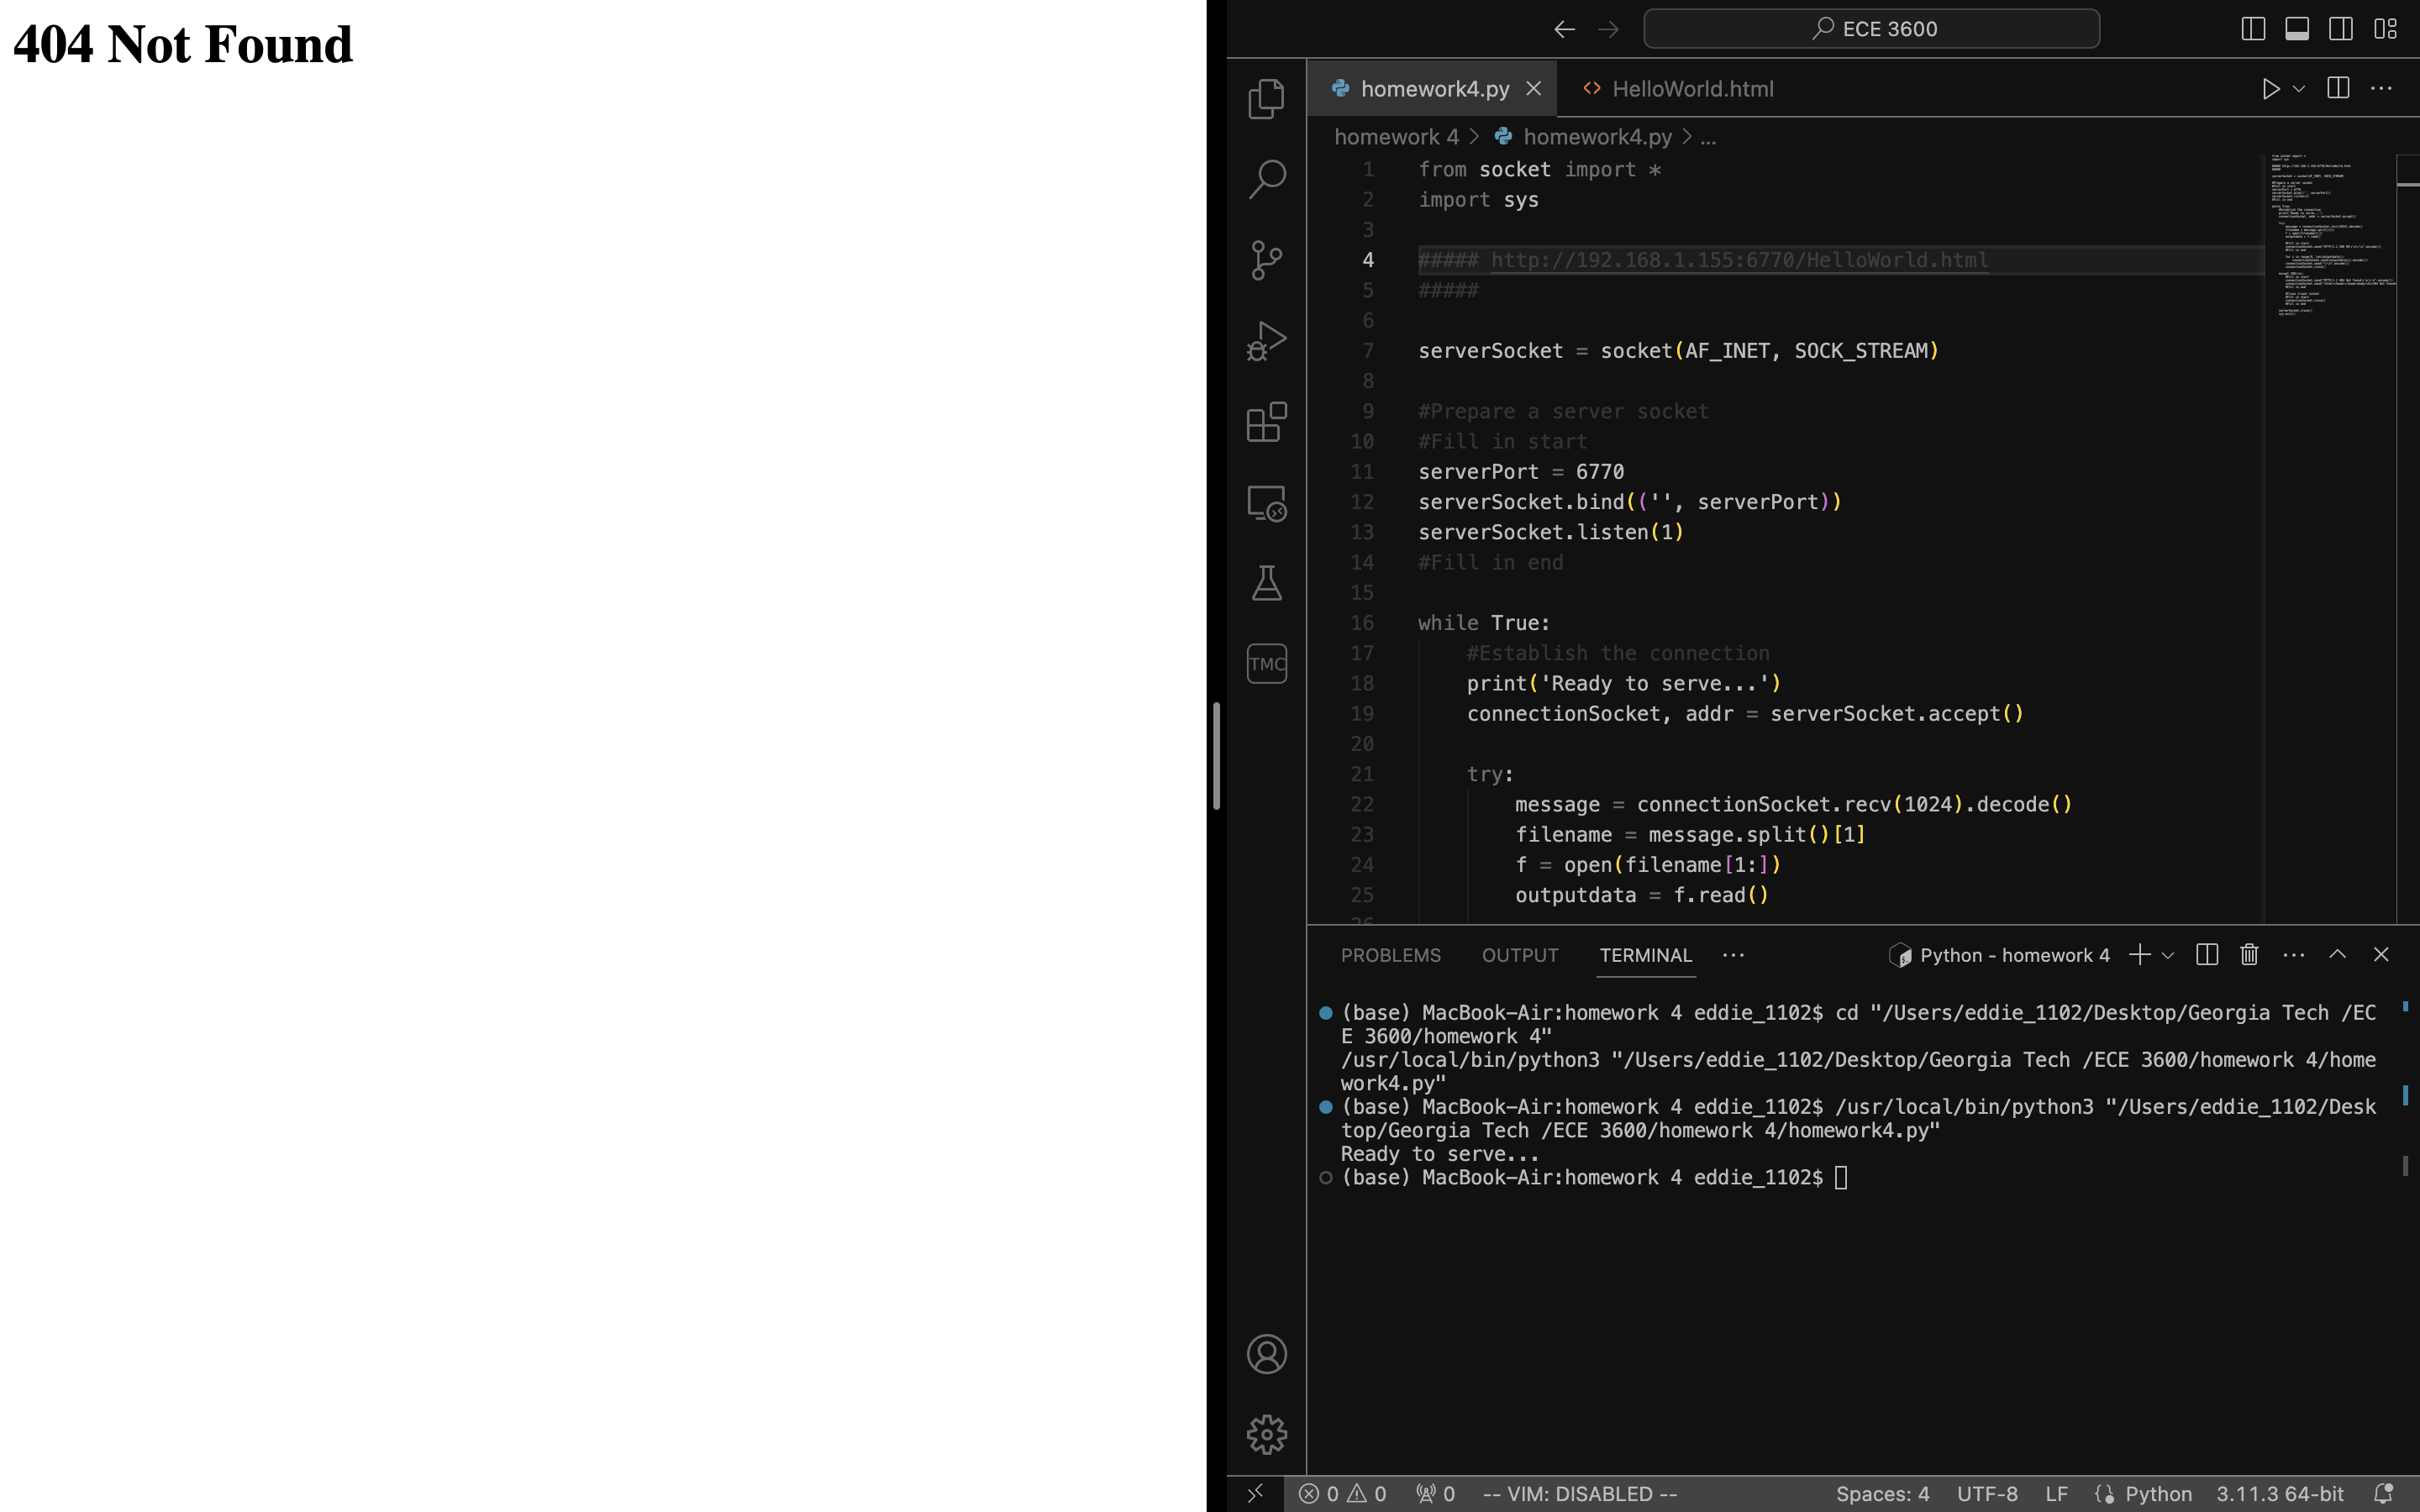 404 Not Found
ECE 3600
homework4.py
HelloWorld.html
homework 4 > homework4.py > ...
1 from socket import *
2 import sys
3
4 ##### http://192.168.1.155:6770/HelloWorld.html
5 #####
6
7 serverSocket = socket(AF_INET, SOCK_STREAM)
8
9 #Prepare a server socket
10 #Fill in start
11 serverPort = 6770
12 serverSocket.bind(('', serverPort))
13 serverSocket.listen(1)
14 #Fill in end
15
16 while True:
17 #Establish the connection
18 print('Ready to serve...')
19 connectionSocket, addr = serverSocket.accept()
20
21 try:
22 message = connectionSocket.recv(1024).decode()
23 filename = message.split()[1]
24 f = open(filename[1:])
25 outputdata = f.read()
TMC
PROBLEMS OUTPUT TERMINAL ... Python - homework 4
(base) MacBook-Air:homework 4 eddie_1102$ cd "/Users/eddie_1102/Desktop/Georgia Tech /EC
E 3600/homework 4"
/usr/local/bin/python3 "/Users/eddie_1102/Desktop/Georgia Tech /ECE 3600/homework 4/home
work4.py"
(base) MacBook-Air:homework 4 eddie_1102$ /usr/local/bin/python3 "/Users/eddie_1102/Desk
top/Georgia Tech /ECE 3600/homework 4/homework4.py"
Ready to serve...
(base) MacBook-Air:homework 4 eddie_1102$
0 0 0 -- VIM: DISABLED -- Spaces: 4 UTF-8 LF Python 3.11.3 64-bit